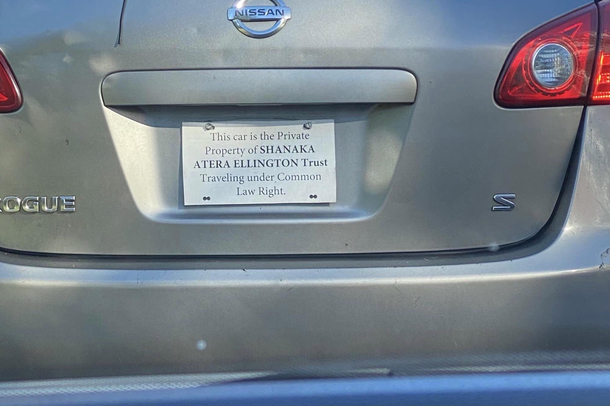 NISSAN
This car is the Private
Property of SHANAKA
ATERA ELLINGTON Trust
Traveling under Common
Law Right.
ROGUE
S